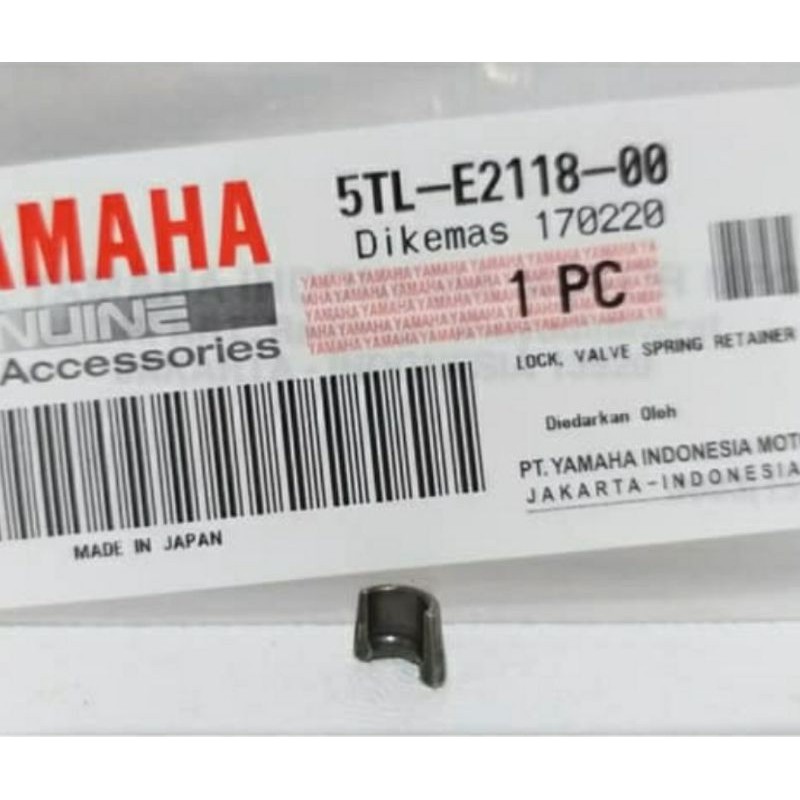 YAMAHA
GENUINE
Accessories
5TL-E2118-00
Dikemas 170220
1 PC
LOCK, VALVE SPRING RETAINER
Diedarkan Oleh
PT. YAMAHA INDONESIA MOT
JAKARTA-INDONESIA
MADE IN JAPAN